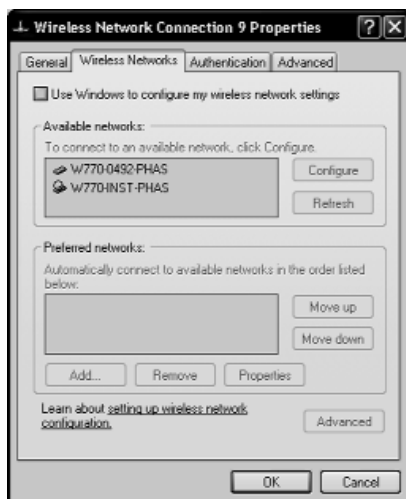 Wireless Network Connection 9 Properties
General Wireless Networks Authentication Advanced
Use Windows to configure my wireless network settings
Available networks:
To connect to an available network, click Configure.
W770-0492-PHAS
W770-INST-PHAS
Configure
Refresh
Preferred networks:
Automatically connect to available networks in the order listed
below:
Move up
Move down
Add... Remove Properties
Learn about setting up wireless network
configuration.
Advanced
OK Cancel